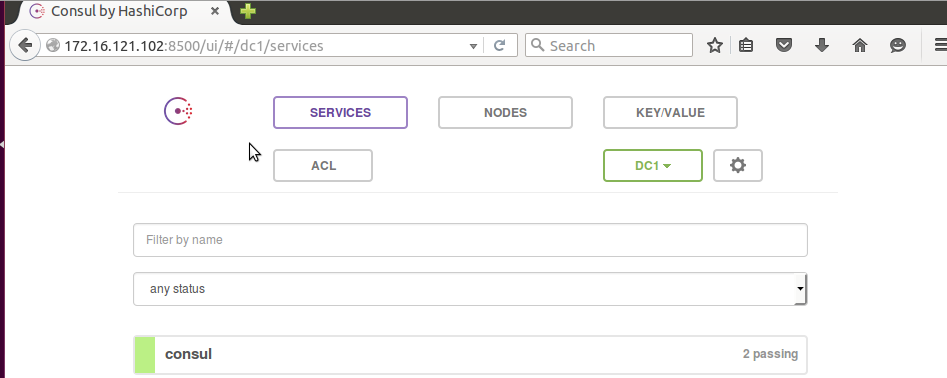 Consul by HashiCorp
172.16.121.102:8500/ui/#/dc1/services
Search
SERVICES
NODES
KEY/VALUE
ACL
DC1
Filter by name
any status
consul
2 passing